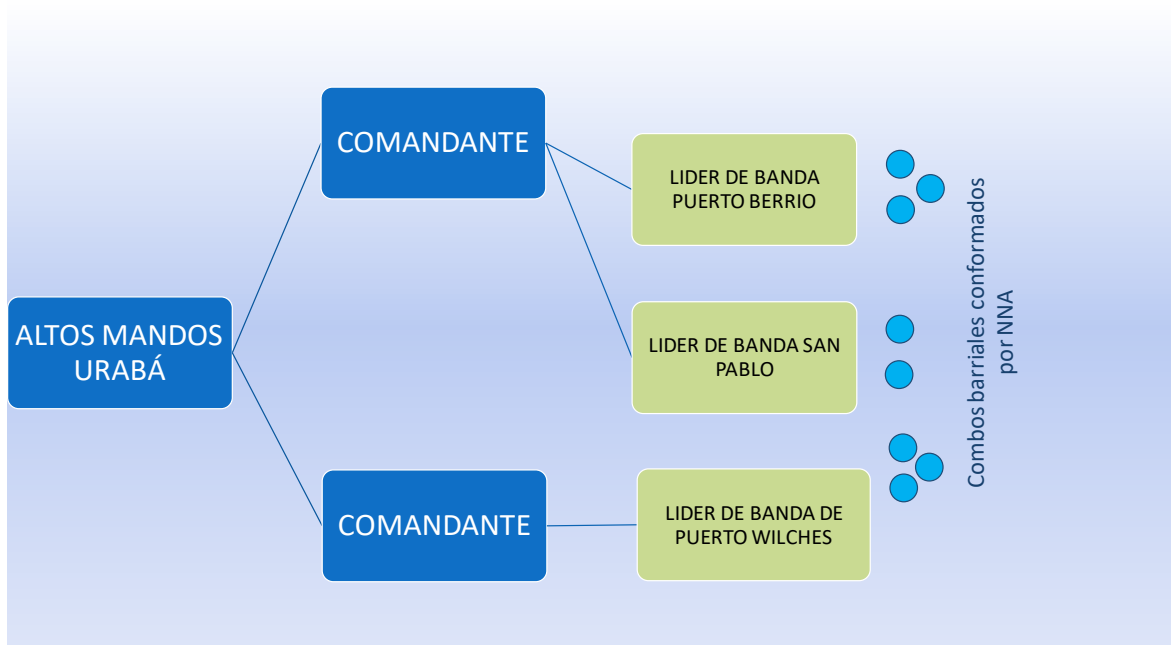 ALTOS MANDOS
URABÁ
COMANDANTE
COMANDANTE
LIDER DE BANDA
PUERTO BERRIO
LIDER DE BANDA SAN
PABLO
LIDER DE BANDA DE
PUERTO WILCHES
Combos barriales conformados
por NNA